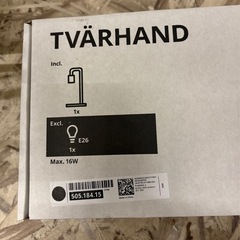 TVÄRHAND
Incl.
1x
Excl.
E26
1x
Max. 16W
505.184.15